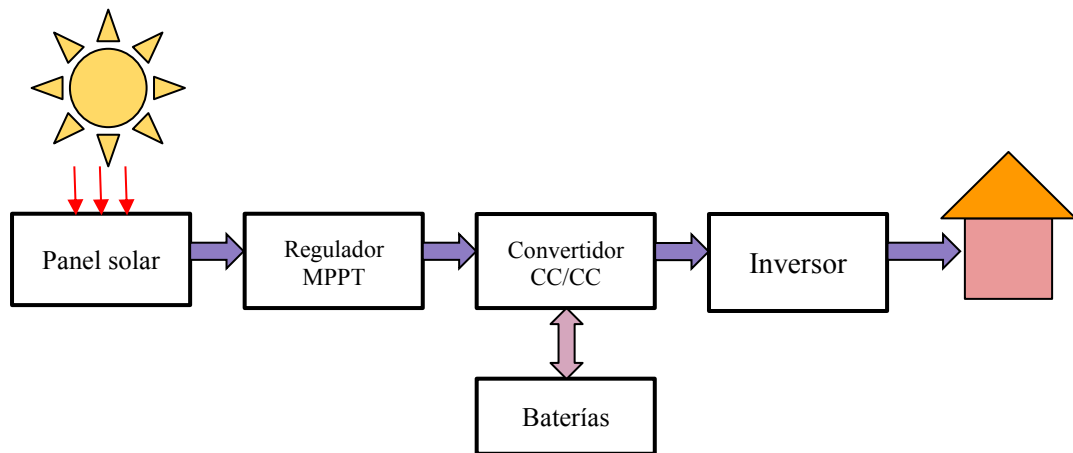 Panel solar
Regulador
MPPT
Convertidor
CC/CC
Inversor
Baterías